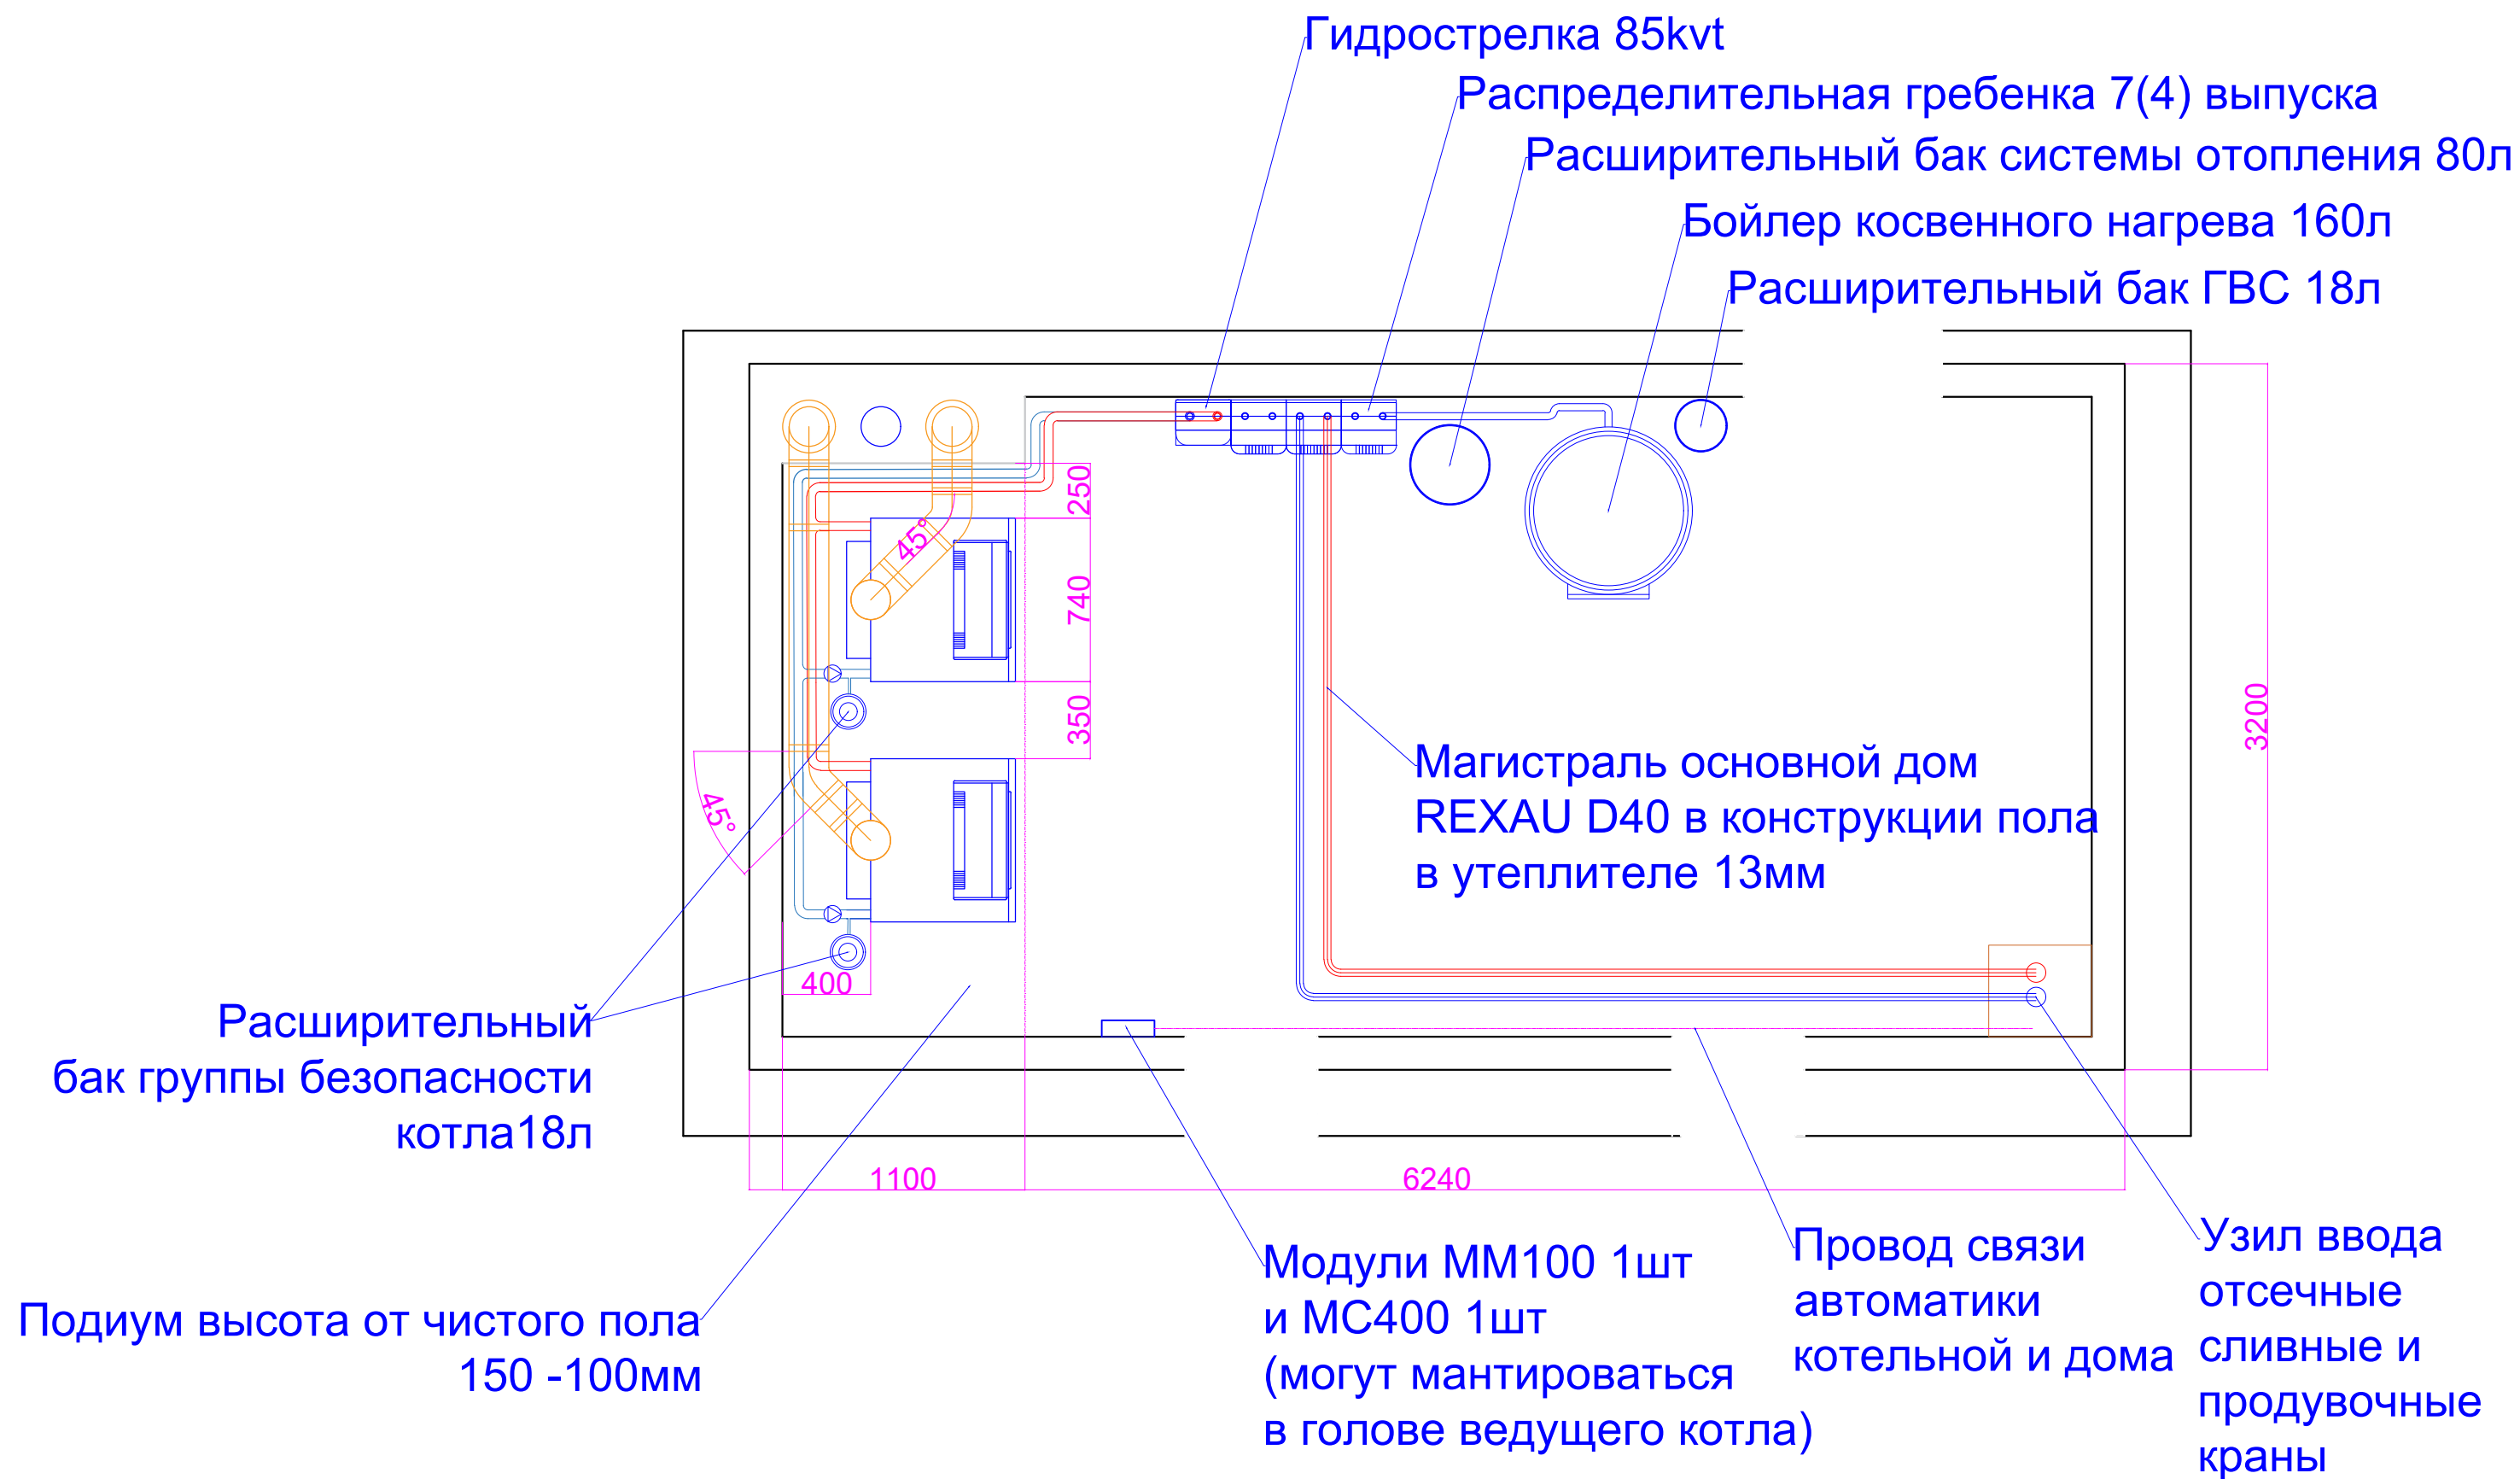 Гидрострелка 85kvt
Распределительная гребенка 7(4) выпуска
Расширительный бак системы отопления 80л
Бойлер косвенного нагрева 160л
Расширительный бак ГВС 18л
250
45°
740
350
3200
45°
Магистраль основной дом
REXAU D40 в конструкции пола
в утеплителе 13мм
400
Расширительный
бак группы безопасности
котла18л
1100
6240
Подиум высота от чистого пола
150 -100мм
Модули ММ100 1шт
и МС400 1шт
(могут мантироваться
в голове ведущего котла)
Провод связи
автоматики
котельной и дома
Узил ввода
отсечные
сливные и
продувочные
краны